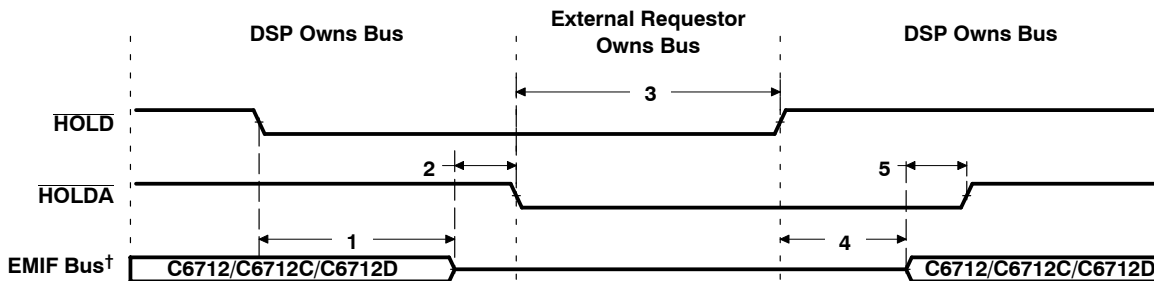 DSP Owns Bus
External Requestor
Owns Bus
DSP Owns Bus
3
HOLD
2
5
HOLDA
1
4
EMIF Bus†
C6712/C6712C/C6712D
C6712/C6712C/C6712D